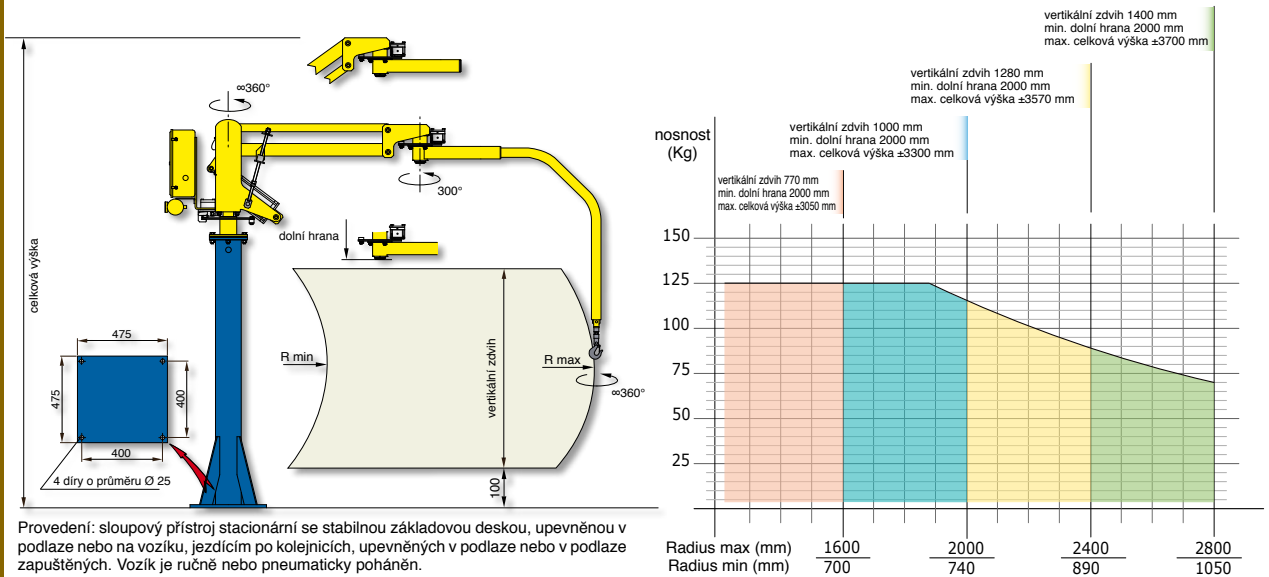 ∞360°
300°
celková výška
dolní hrana
R min
R max
vertikální zdvih
∞360°
100
475
475
400
400
4 díry o průměru Ø 25
Provedení: sloupový přístroj stacionární se stabilnou základovou deskou, upevněnou v
podlaze nebo na vozíku, jezdícím po kolejnicích, upevněných v podlaze nebo v podlaze
zapuštěných. Vozík je ručně nebo pneumaticky poháněn.
vertikální zdvih 1400 mm
min. dolní hrana 2000 mm
max. celková výška ±3700 mm
vertikální zdvih 1280 mm
min. dolní hrana 2000 mm
max. celková výška ±3570 mm
vertikální zdvih 1000 mm
min. dolní hrana 2000 mm
max. celková výška ±3300 mm
vertikální zdvih 770 mm
min. dolní hrana 2000 mm
max. celková výška ±3050 mm
nosnost
(Kg)
150
125
100
75
50
25
Radius max (mm) 1600 2000 2400 2800
Radius min (mm) 700 740 890 1050